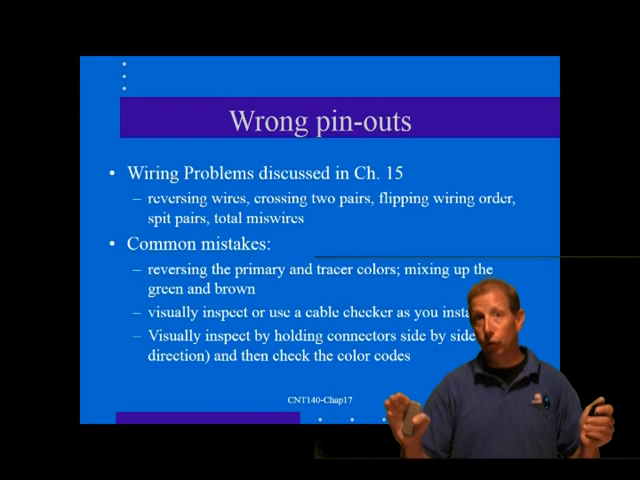 Wrong pin-outs
• Wiring Problems discussed in Ch. 15
– reversing wires, crossing two pairs, flipping wiring order,
spit pairs, total miswires
• Common mistakes:
– reversing the primary and tracer colors; mixing up the
green and brown
– visually inspect or use a cable checker as you
– Visually inspect by holding connectors side by side
direction) and then check the color codes
CNT140-Chap17